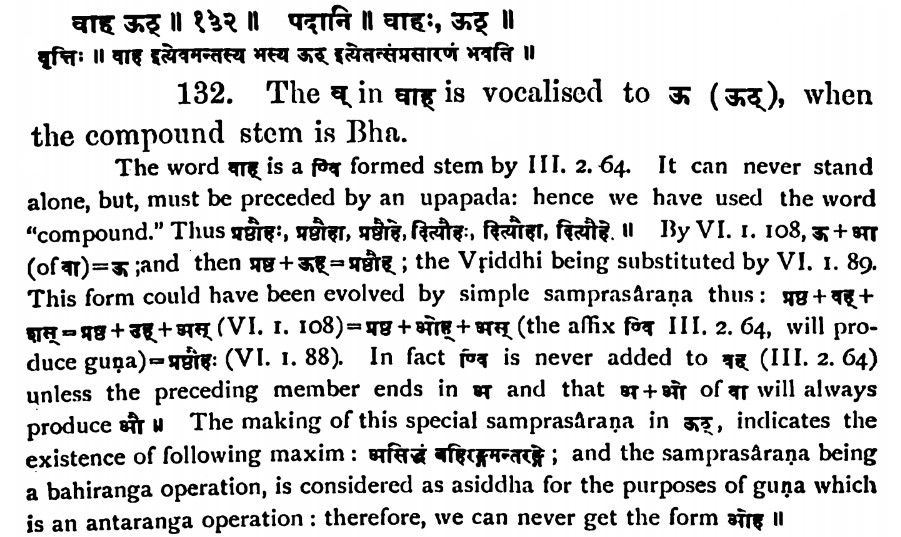 वाह ऊठ् ॥ १३२ ॥ पदानि ॥ वाहः, ऊठ् ॥
वृत्तिः ॥ वाह इत्येवमन्तस्य भस्य ऊठ् इत्येतत्संप्रसारणं भवति ॥
132. The व् in वाह् is vocalised to ऊ (ऊठ्), when
the compound stem is Bha.
The word वाह् is a ण्वि formed stem by III. 2. 64. It can never stand
alone, but, must be preceded by an upapada: hence we have used the word
“compound.” Thus प्रष्ठौहः, प्रष्ठौहा, प्रष्ठौहे, दित्यौहः, दित्यौहा, दित्यौहे. ॥ By VI. 1. 108, ऊ + आ
(of वा) = ऊ ;and then प्रष्ठ + ऊह् = प्रष्ठौह् ; the Vṛiddhi being substituted by VI. 1. 89.
This form could have been evolved by simple samprasâraṇa thus : प्रष्ठ + वह् +
शस् = प्रष्ठ + उह् + अस् (VI. 1. 108) = प्रष्ठ + ओह् + अस् (the affix ण्वि III. 2. 64, will pro-
duce guṇa) = प्रष्ठौहः (VI. 1. 88). In fact ण्वि is never added to वह् (III. 2. 64)
unless the preceding member ends in अ and that अ + ओ of वा will always
produce औ ॥ The making of this special samprasâraṇa in ऊठ्, indicates the
existence of following maxim : असिद्धं बहिरङ्गमन्तरङ्गे ; and the samprasâraṇa being
a bahiranga operation, is considered as asiddha for the purposes of guṇa which
is an antaranga operation : therefore, we can never get the form ओह ॥